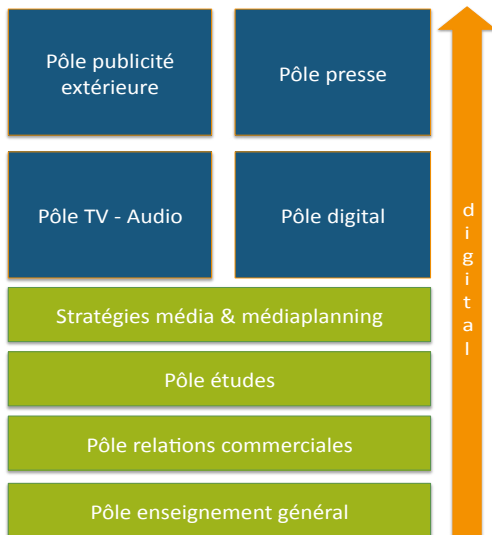 Pôle publicité
extérieure
Pôle presse
Pôle TV - Audio
Pôle digital
Stratégies média & médiaplanning
Pôle études
Pôle relations commerciales
Pôle enseignement général
digital